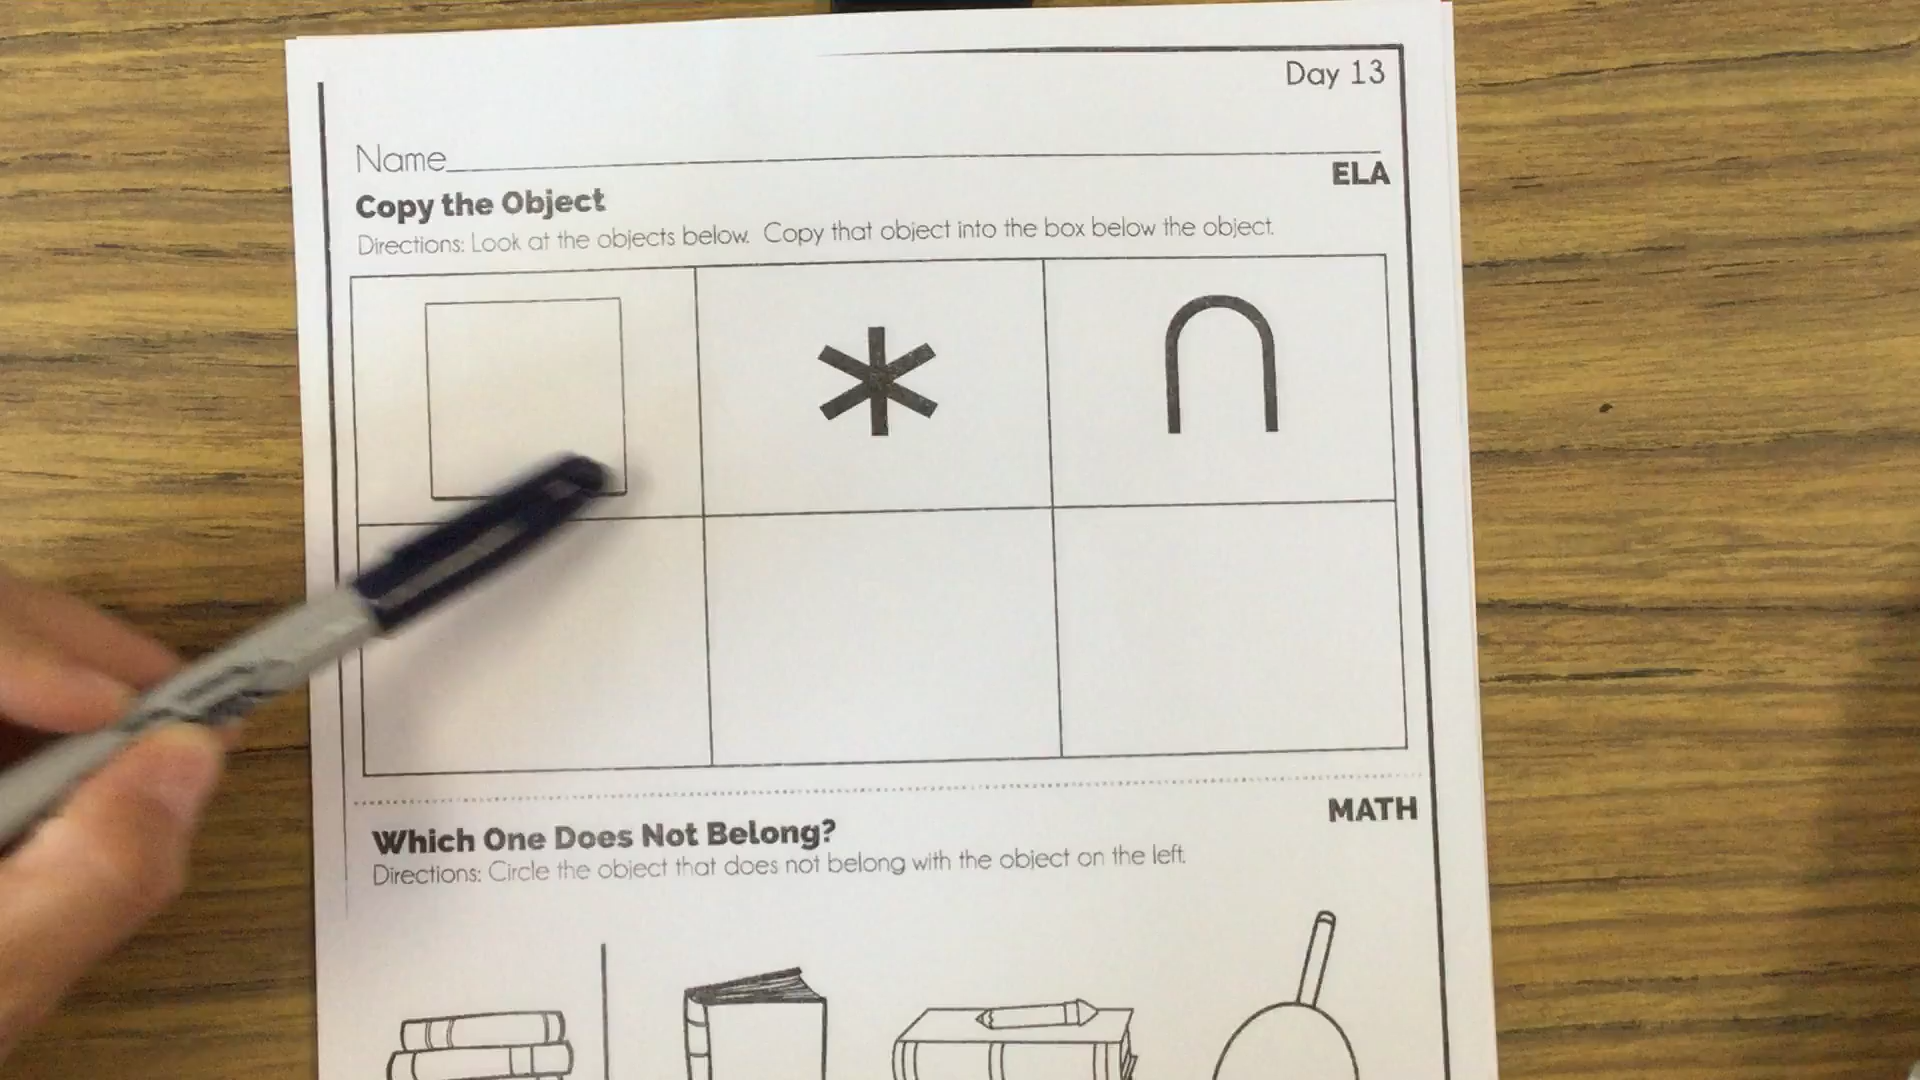 Day 13
Name
ELA
Copy the Object
Directions: Look at the objects below. Copy that object into the box below the object.
MATH
Which One Does Not Belong?
Directions: Circle the object that does not belong with the object on the left.